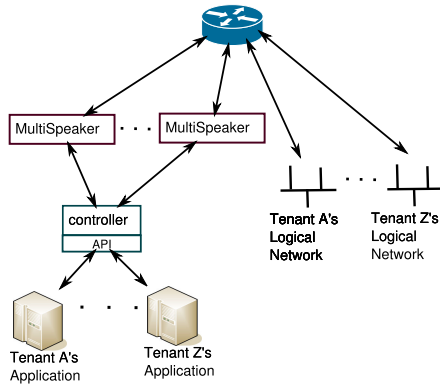 MultiSpeaker
MultiSpeaker
controller
API
Tenant A's
Logical
Network
Tenant Z's
Logical
Network
Tenant A's
Application
Tenant Z's
Application